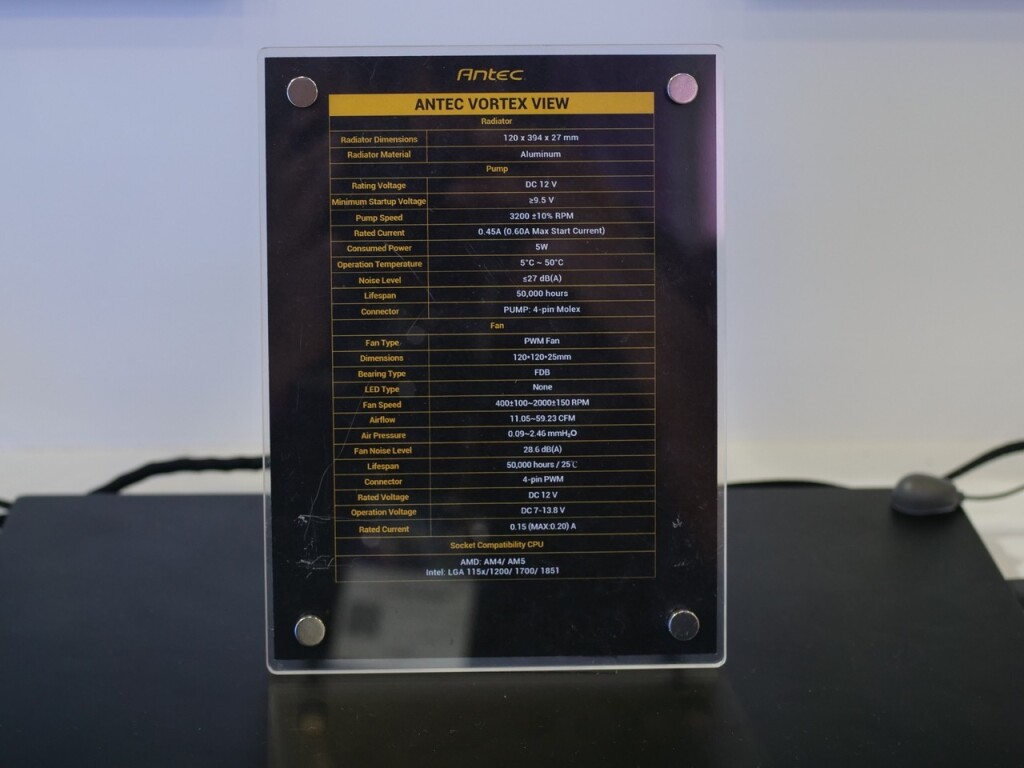 Antec
ANTEC VORTEX VIEW
Radiator
Radiator Dimensions 120 x 394 x 27 mm
Radiator Material Aluminum
Pump
Rating Voltage DC 12 V
Minimum Startup Voltage ≥9.5 V
Pump Speed 3200 ±10% RPM
Rated Current 0.45A (0.60A Max Start Current)
Consumed Power 5W
Operation Temperature 5°C ~ 50°C
Noise Level ≤27 dB(A)
Lifespan 50,000 hours
Connector PUMP: 4-pin Molex
Fan
Fan Type PWM Fan
Dimensions 120*120*25mm
Bearing Type FDB
LED Type None
Fan Speed 400±100~2000±150 RPM
Airflow 11.05~59.23 CFM
Air Pressure 0.09~2.46 mmH₂O
Fan Noise Level 28.6 dB(A)
Lifespan 50,000 hours / 25℃
Connector 4-pin PWM
Rated Voltage DC 12 V
Operation Voltage DC 7-13.8 V
Rated Current 0.15 (MAX:0.20) A
Socket Compatibility CPU
AMD: AM4/ AM5
Intel: LGA 115x/1200/ 1700/ 1851